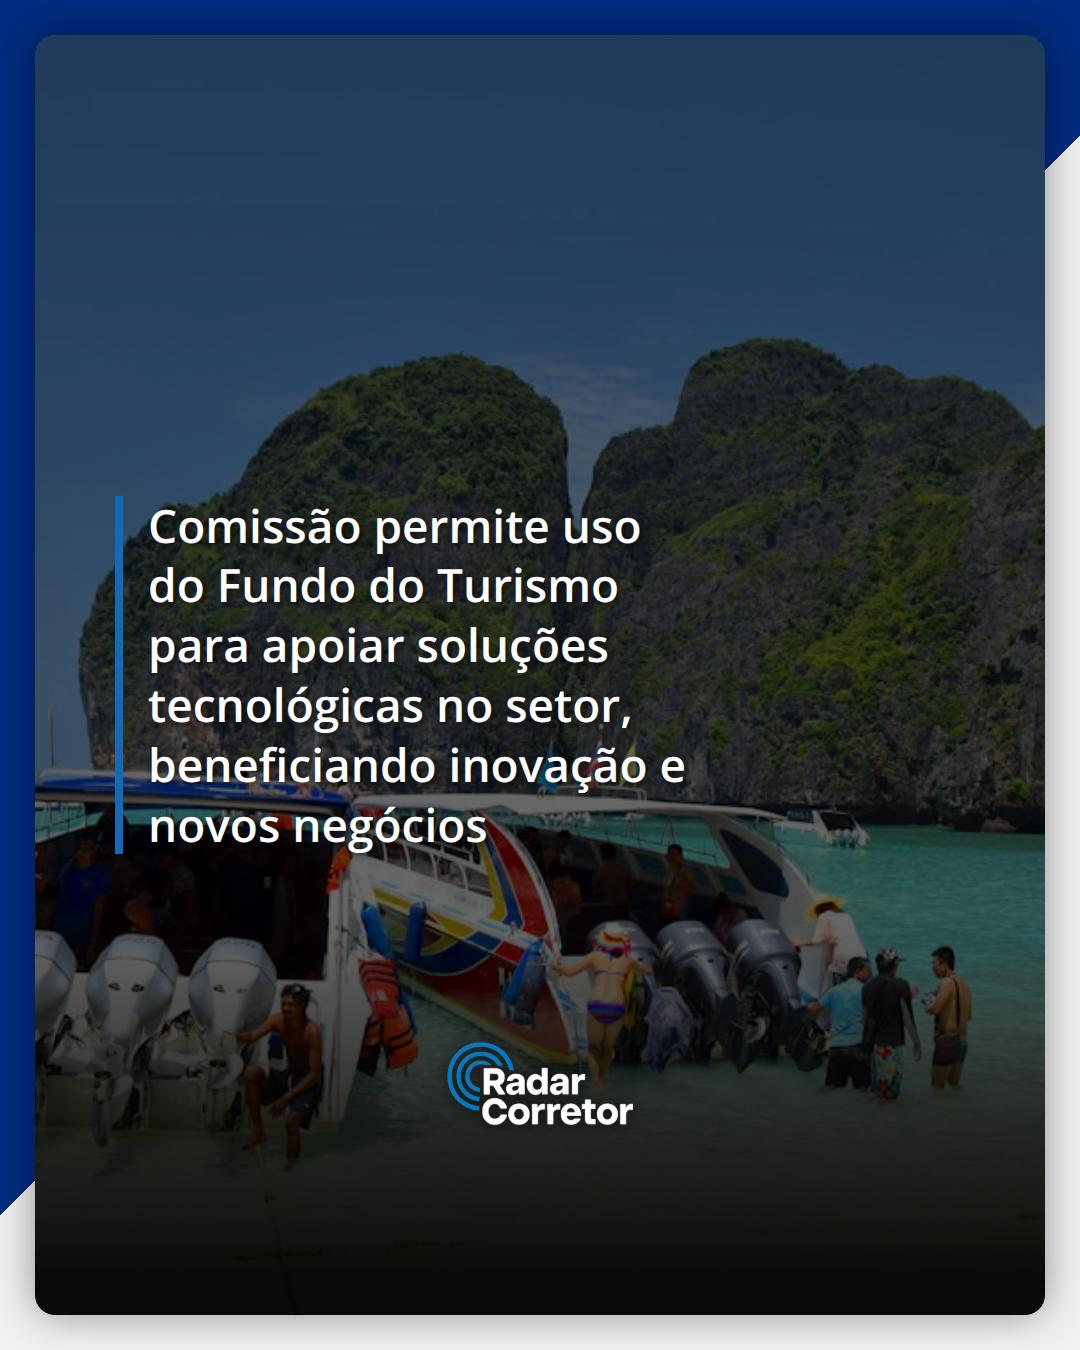 Comissão permite uso
do Fundo do Turismo
para apoiar soluções
tecnológicas no setor,
beneficiando inovação e
novos negócios
Radar
Corretor